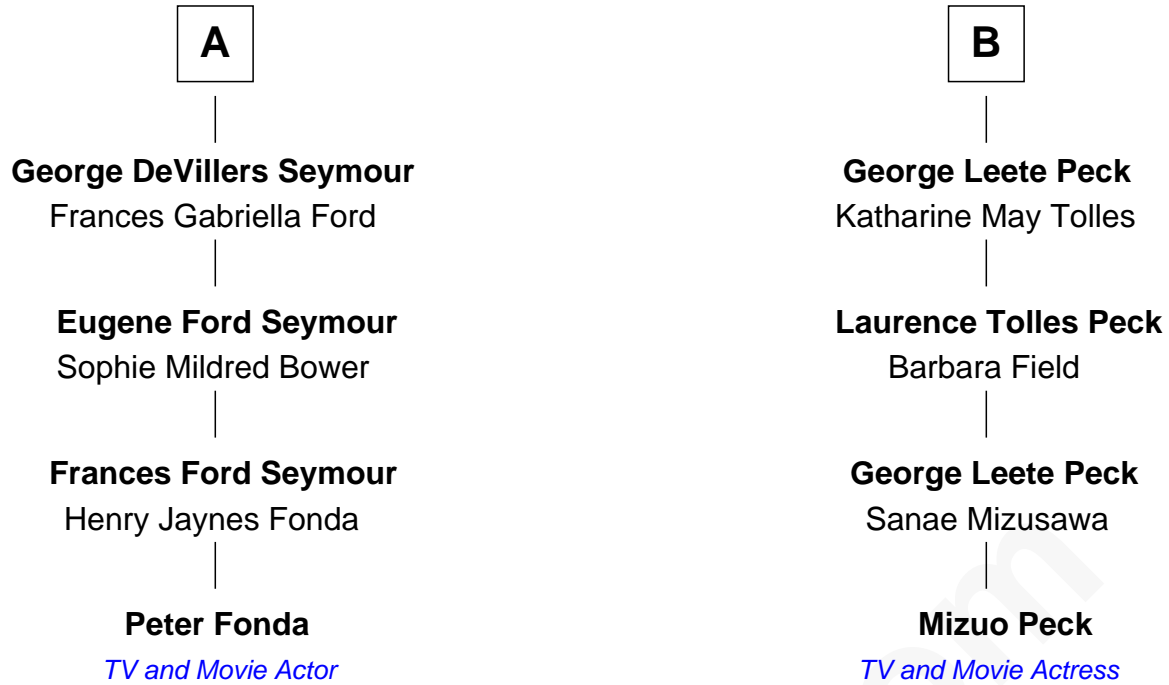 A
George DeVillers Seymour
Frances Gabriella Ford
Eugene Ford Seymour
Sophie Mildred Bower
Frances Ford Seymour
Henry Jaynes Fonda
Peter Fonda
TV and Movie Actor
B
George Leete Peck
Katharine May Tolles
Laurence Tolles Peck
Barbara Field
George Leete Peck
Sanae Mizusawa
Mizuo Peck
TV and Movie Actress